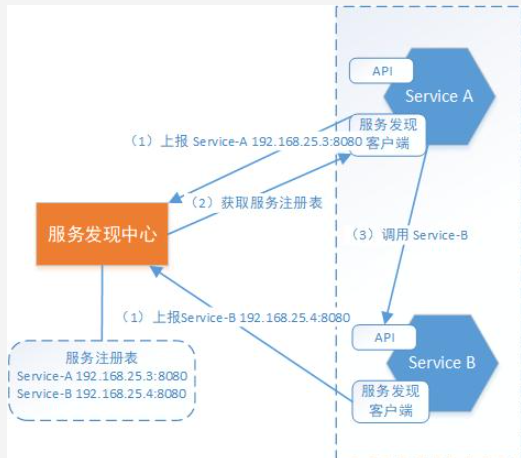 API
Service A
服务发现
客户端
（1）上报 Service-A 192.168.25.3:8080
（2）获取服务注册表
服务发现中心
（3）调用 Service-B
（1）上报Service-B 192.168.25.4:8080
API
服务注册表
Service-A 192.168.25.3:8080
Service-B 192.168.25.4:8080
Service B
服务发现
客户端